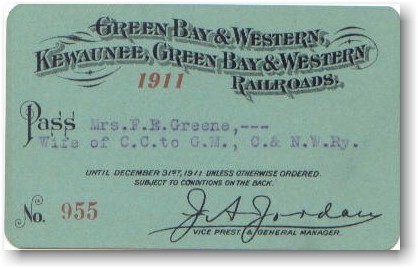 GREEN BAY & WESTERN,
KEWAUNEE, GREEN BAY & WESTERN
1911
RAILROADS.
Pass Mrs.F.E.Greene,---
Wife of C.C.to G.M., C.& N.W.Ry.
UNTIL DECEMBER 31ST, 1911 UNLESS OTHERWISE ORDERED.
SUBJECT TO CONDITIONS ON THE BACK.
No. 955
J A Jordan
VICE PREST & GENERAL MANAGER.